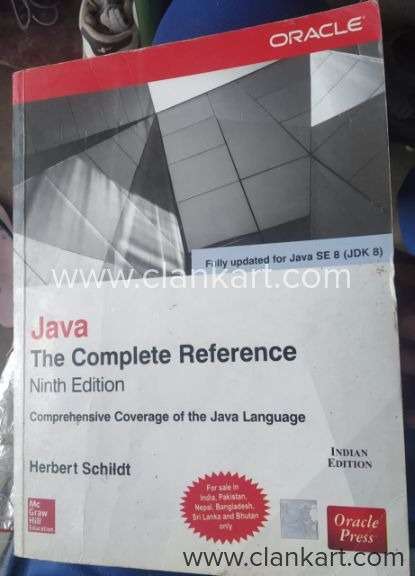 ORACLE
Fully updated for Java SE 8 (JDK 8)
www.clankart.com
Java
The Complete Reference
Ninth Edition
Comprehensive Coverage of the Java Language
Herbert Schildt
INDIAN
EDITION
For sale in
India, Pakistan,
Nepal, Bangladesh,
Sri Lanka and Bhutan
only
Mc
Graw
Hill
Education
Oracle
Press™
www.clankart.com